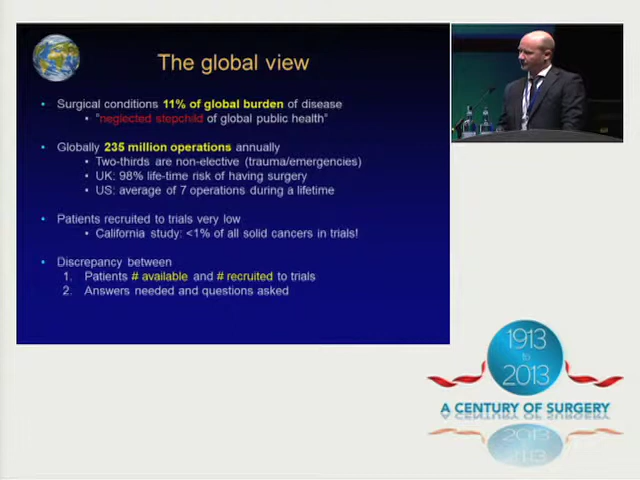 The global view
• Surgical conditions 11% of global burden of disease
• "neglected stepchild of global public health"
• Globally 235 million operations annually
• Two-thirds are non-elective (trauma/emergencies)
• UK: 98% life-time risk of having surgery
• US: average of 7 operations during a lifetime
• Patients recruited to trials very low
• California study: <1% of all solid cancers in trials!
• Discrepancy between
1. Patients # available and # recruited to trials
2. Answers needed and questions asked
1913
to
2013
A CENTURY OF SURGERY